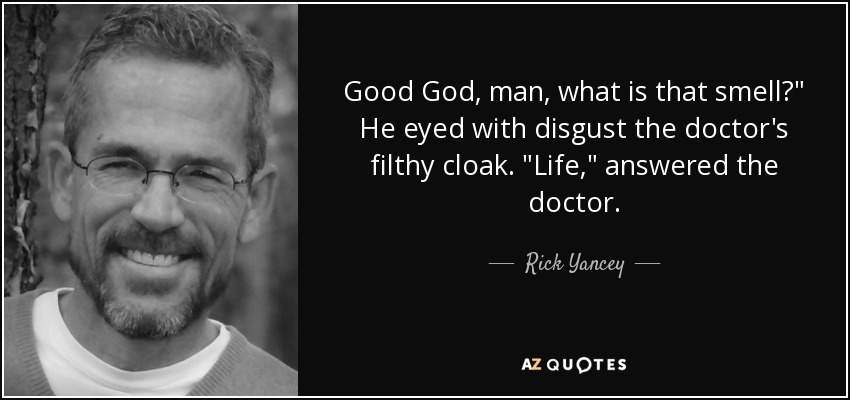 Good God, man, what is that smell?"
He eyed with disgust the doctor's
filthy cloak. "Life," answered the
doctor.
Rick Yancey
AZ QUOTES